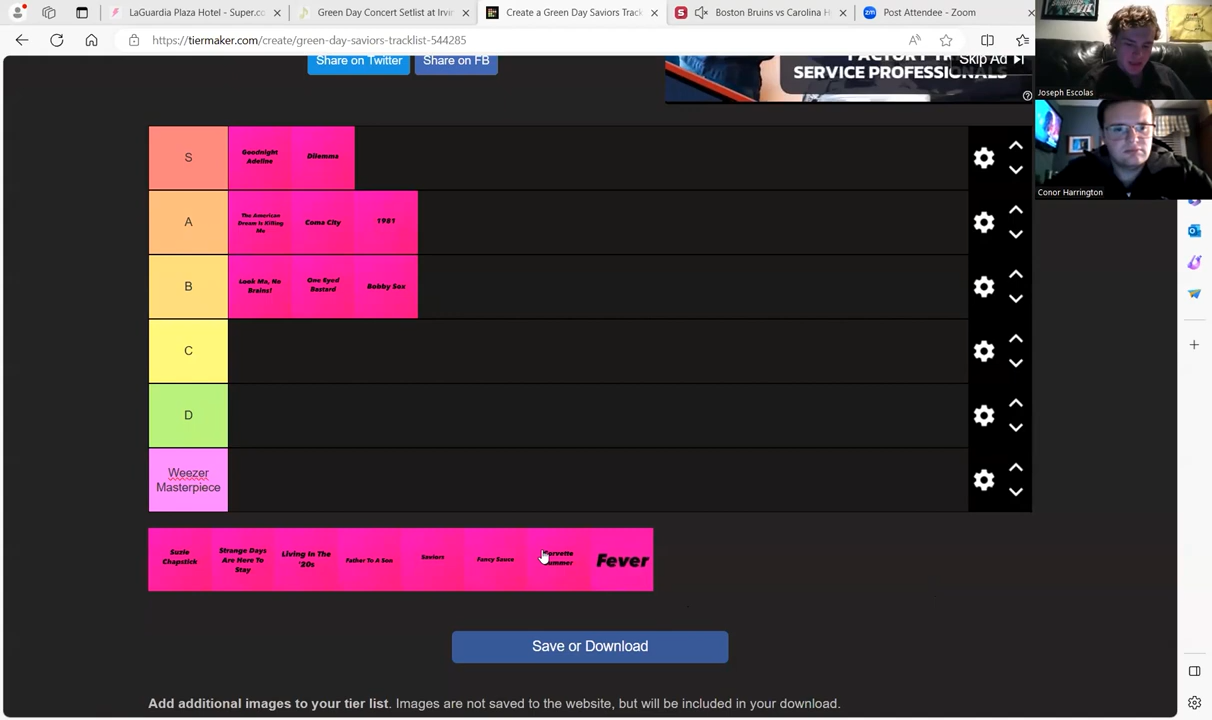 LaGuardia Plaza Hotel - Super.co
Green Day Concert Setlist at Irvin
Create a Green Day Saviors Track
Boston Bruins vs Carolina H
Post Attendee - Zoom
https://tiermaker.com/create/green-day-saviors-tracklist-544285
Share on Twitter
Share on FB
SERVICE PROFESSIONALS
Skip Ad
Joseph Escolas
Conor Harrington
S
Goodnight
Adeline
Dilemma
A
The American
Dream Is Killing
Me
Coma City
1981
B
Look Ma, No
Brains!
One Eyed
Bastard
Bobby Sox
C
D
Weezer
Masterpiece
Suzie
Chapstick
Strange Days
Are Here To
Stay
Living In The
'20s
Father To A Son
Saviors
Fancy Sauce
Corvette
Summer
Fever
Save or Download
Add additional images to your tier list. Images are not saved to the website, but will be included in your download.